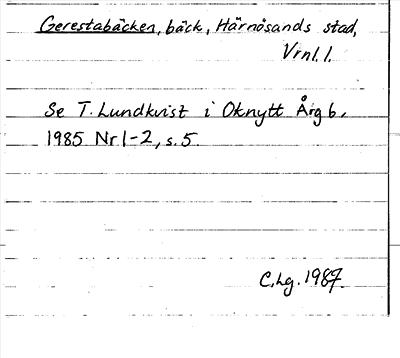 Gerestabäcken, bäck, Härnösands stad,
Vrnl. l.
Se T. Lundkvist i Oknytt Årg 6,
1985 Nr 1-2, s. 5.
C. Lg. 1987.